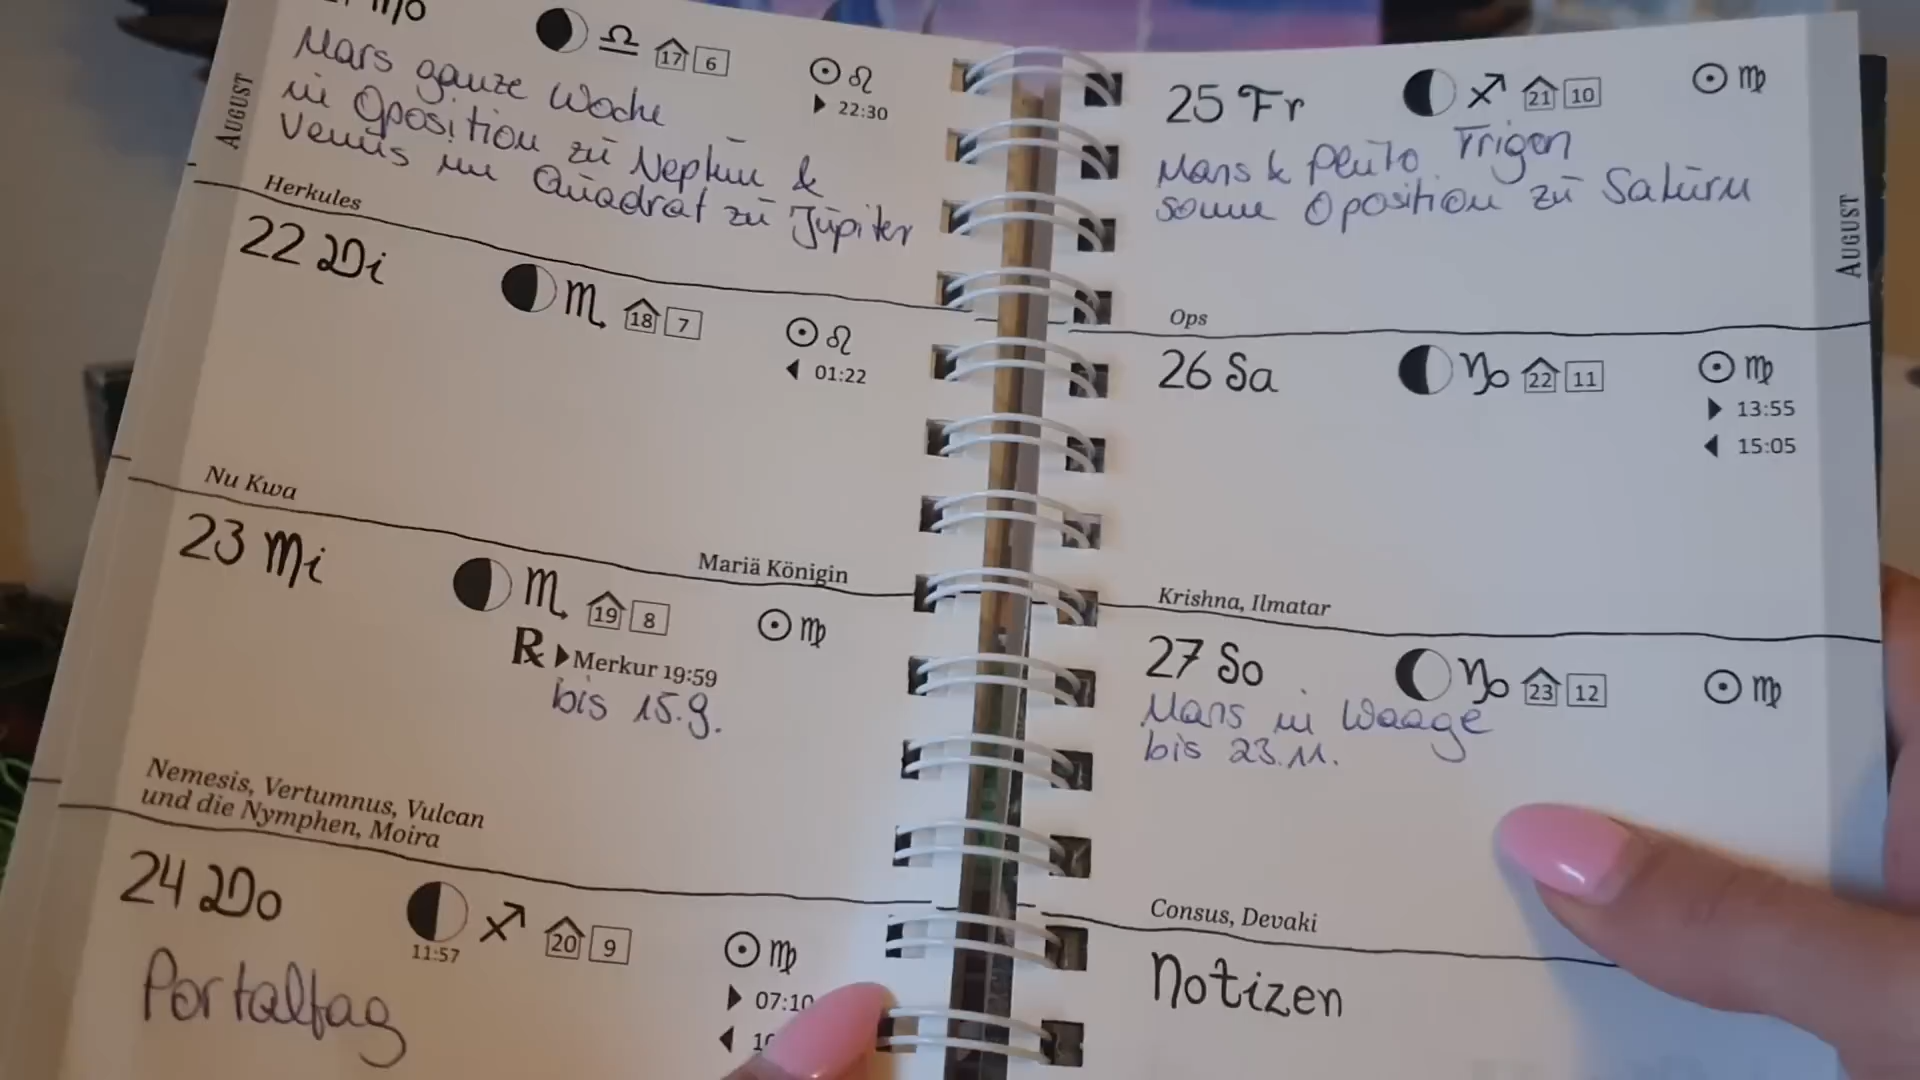 AUGUST
17 6
22:30
Mars ganze Woche
in Oposition zu Neptun &
Venus im Quadrat zu Jupiter
Herkules
22 Di
18 7
01:22
Nu Kwa
Mariä Königin
23 Mi
19 8
℞ Merkur 19:59
bis 15.9.
Nemesis, Vertumnus, Vulcan
und die Nymphen, Moira
24 Do
20 9
11:57
07:10
Portaltag
25 Fr
21 10
Mars & Pluto Trigon
Sonne Oposition zu Saturn
AUGUST
Ops
26 Sa
22 11
13:55
15:05
Krishna, Ilmatar
27 So
23 12
Mars in Waage
bis 23.11.
Consus, Devaki
Notizen